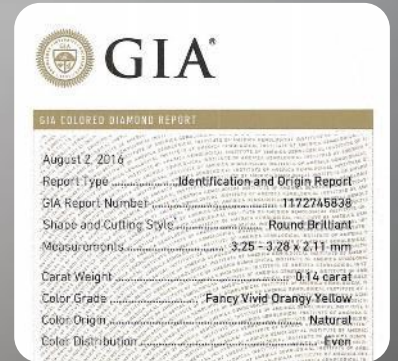 GIA®
GIA COLORED DIAMOND REPORT
August 2, 2016
Report Type ........................ Identification and Origin Report
GIA Report Number ........................ 1172745838
Shape and Cutting Style ........................ Round Brilliant
Measurements ........................ 3.25 - 3.28 x 2.11 mm
Carat Weight ........................ 0.14 carat
Color Grade ........................ Fancy Vivid Orangy Yellow
Color Origin ........................ Natural
Color Distribution ........................ Even